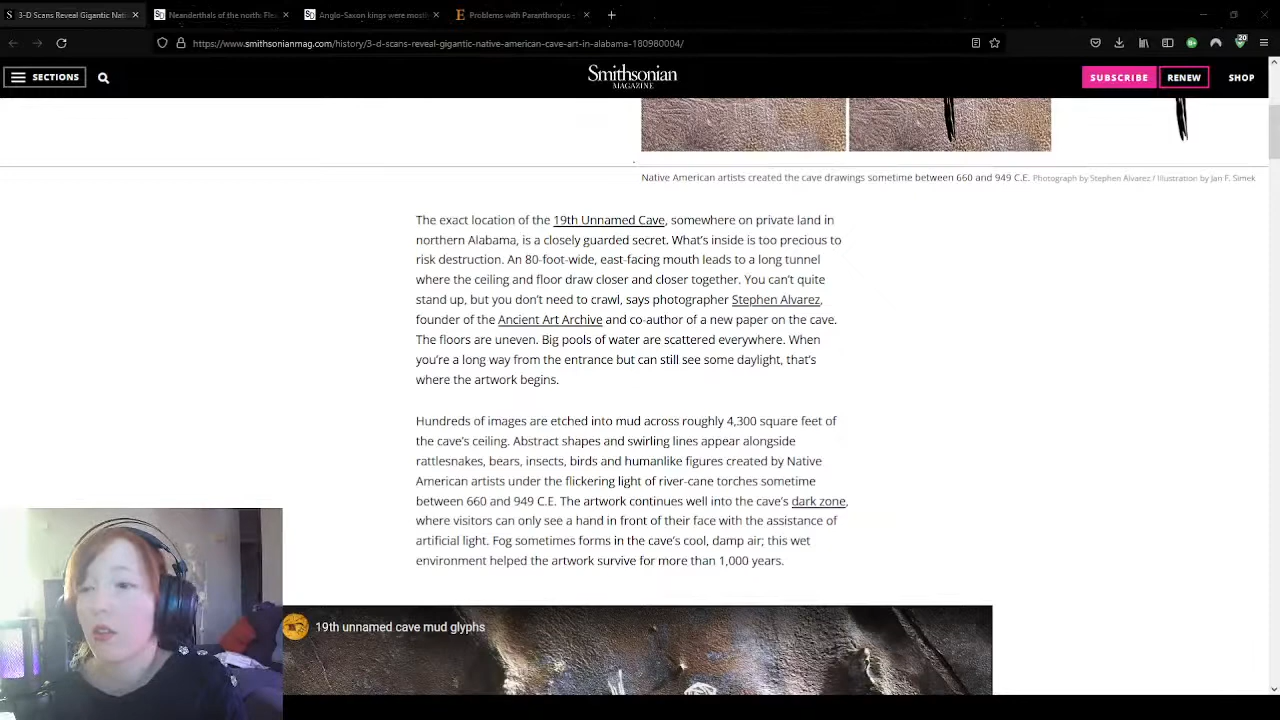 3-D Scans Reveal Gigantic Nati
Neanderthals of the north: Fle
Anglo-Saxon kings were mostl
Problems with Paranthropus -
https://www.smithsonianmag.com/history/3-d-scans-reveal-gigantic-native-american-cave-art-in-alabama-180980004/
20
SECTIONS
Smithsonian
MAGAZINE
SUBSCRIBE
RENEW
SHOP
Native American artists created the cave drawings sometime between 660 and 949 C.E. Photograph by Stephen Alvarez / Illustration by Jan F. Simek
The exact location of the 19th Unnamed Cave, somewhere on private land in
northern Alabama, is a closely guarded secret. What's inside is too precious to
risk destruction. An 80-foot-wide, east-facing mouth leads to a long tunnel
where the ceiling and floor draw closer and closer together. You can't quite
stand up, but you don't need to crawl, says photographer Stephen Alvarez,
founder of the Ancient Art Archive and co-author of a new paper on the cave.
The floors are uneven. Big pools of water are scattered everywhere. When
you're a long way from the entrance but can still see some daylight, that's
where the artwork begins.
Hundreds of images are etched into mud across roughly 4,300 square feet of
the cave's ceiling. Abstract shapes and swirling lines appear alongside
rattlesnakes, bears, insects, birds and humanlike figures created by Native
American artists under the flickering light of river-cane torches sometime
between 660 and 949 C.E. The artwork continues well into the cave's dark zone,
where visitors can only see a hand in front of their face with the assistance of
artificial light. Fog sometimes forms in the cave's cool, damp air; this wet
environment helped the artwork survive for more than 1,000 years.
19th unnamed cave mud glyphs